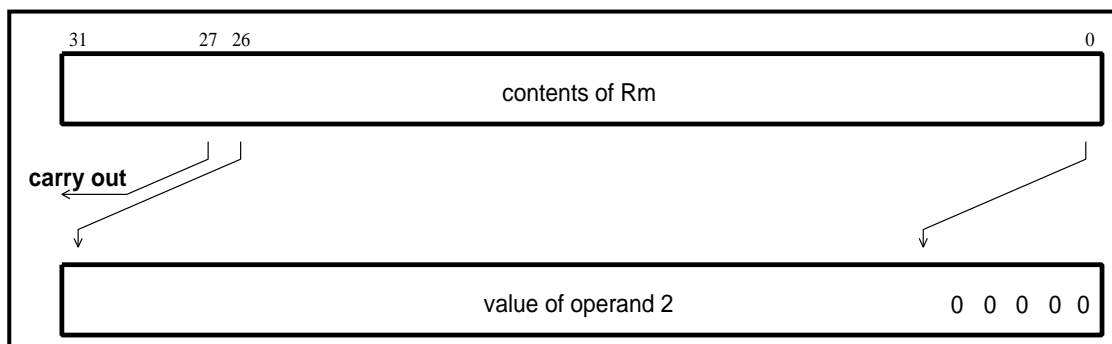 31 27 26 0
contents of Rm
carry out
value of operand 2 0 0 0 0 0